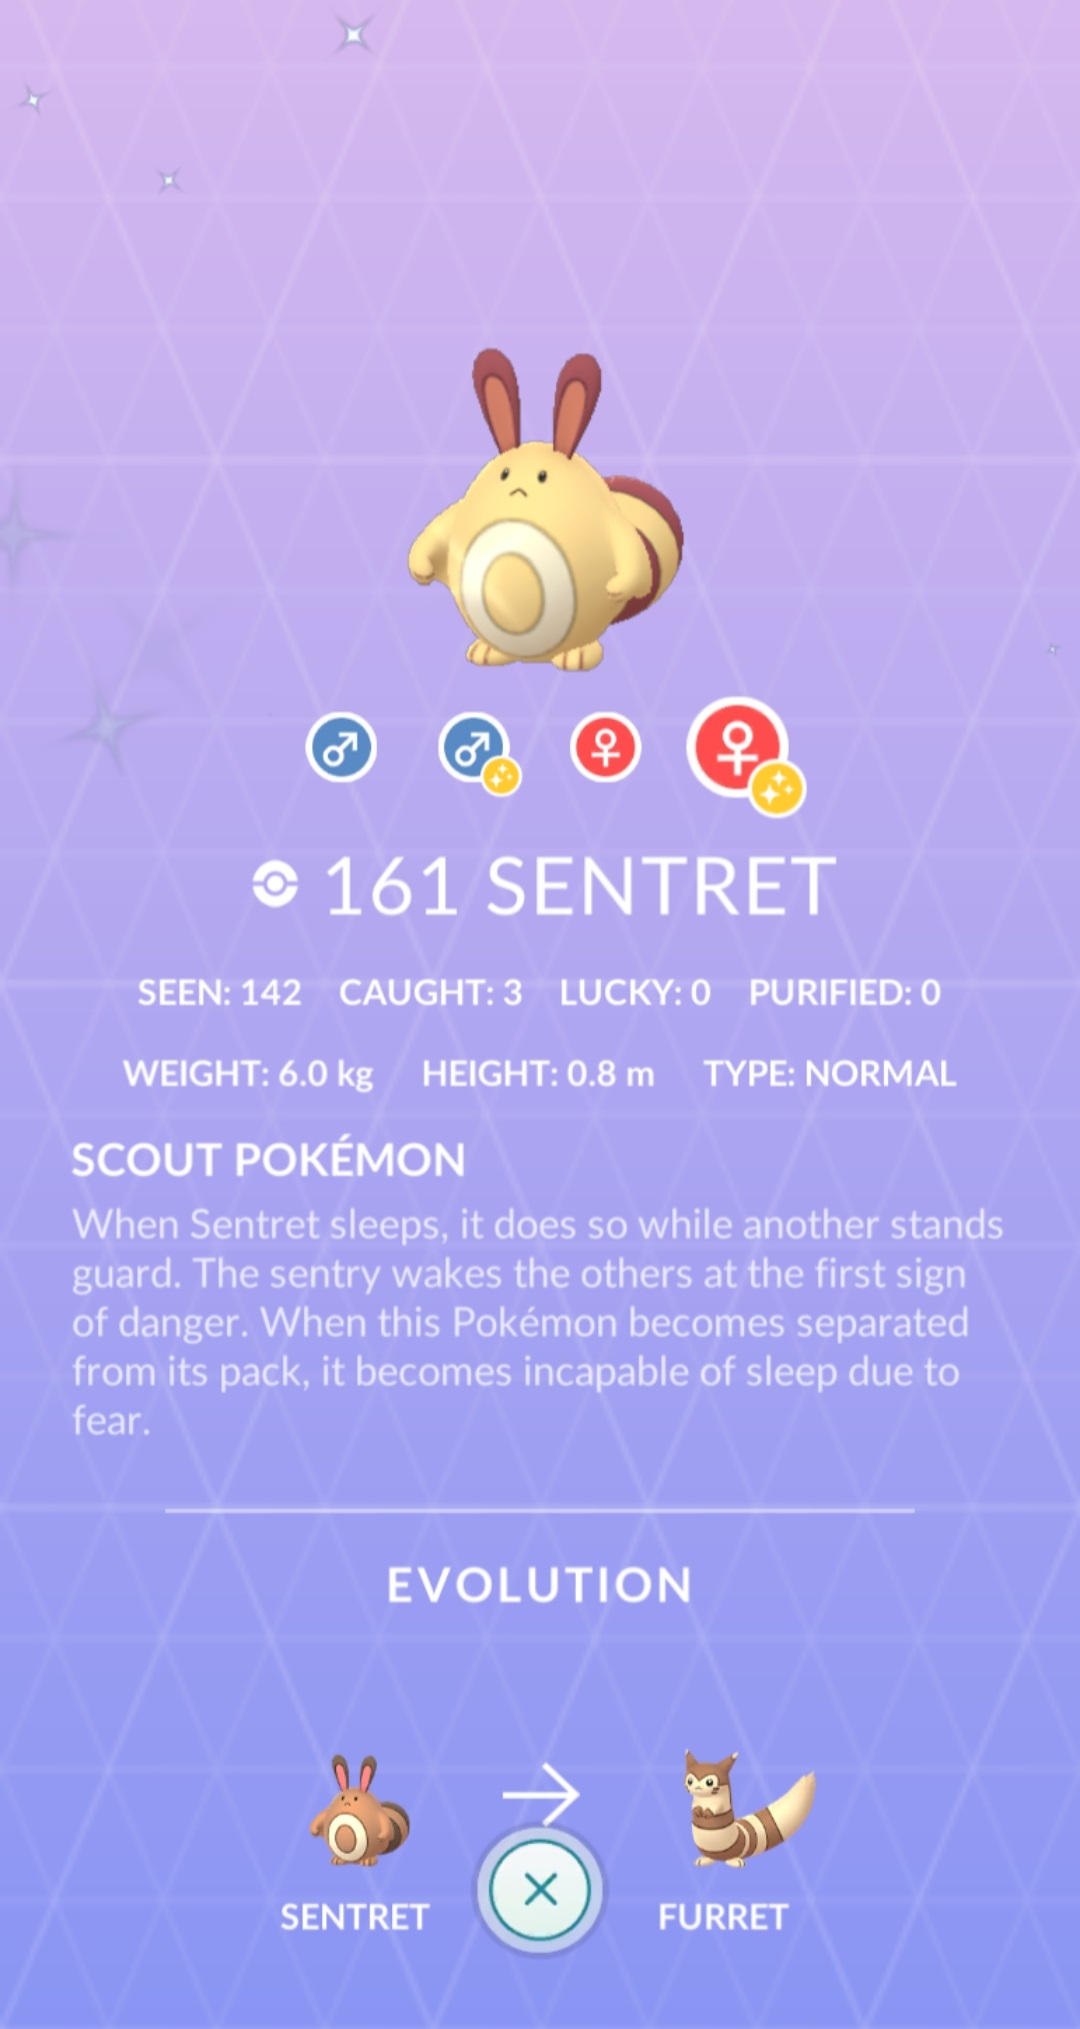 161 SENTRET
SEEN: 142 CAUGHT: 3 LUCKY: 0 PURIFIED: 0
WEIGHT: 6.0 kg HEIGHT: 0.8 m TYPE: NORMAL
SCOUT POKÉMON
When Sentret sleeps, it does so while another stands
guard. The sentry wakes the others at the first sign
of danger. When this Pokémon becomes separated
from its pack, it becomes incapable of sleep due to
fear.
EVOLUTION
SENTRET FURRET